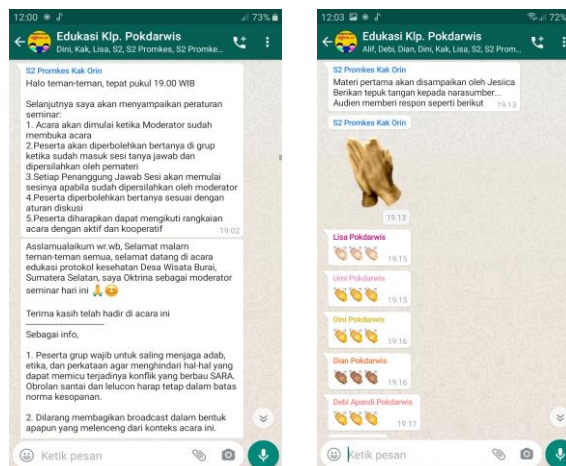 12:00
73%
Edukasi Klp. Pokdarwis
Dini, Kak, Lisa, S2, S2 Promkes, S2 Promke...
S2 Promkes Kak Orin
Halo teman-teman, tepat pukul 19.00 WIB
Selanjutnya saya akan menyampaikan peraturan
seminar:
1. Acara akan dimulai ketika Moderator sudah
membuka acara
2.Peserta akan diperbolehkan bertanya di grup
ketika sudah masuk sesi tanya jawab dan
dipersilahkan oleh pemateri
3.Setiap Penanggung Jawab Sesi akan memulai
sesinya apabila sudah dipersilahkan oleh moderator
4.Peserta diperbolehkan bertanya sesuai dengan
aturan diskusi
5.Peserta diharapkan dapat mengikuti rangkaian
acara dengan aktif dan kooperatif
19.02
Asslamualaikum wr.wb, Selamat malam
teman-teman semua, selamat datang di acara
edukasi protokol kesehatan Desa Wisata Burai,
Sumatera Selatan, saya Oktrina sebagai moderator
seminar hari ini 🙏😊
Terima kasih telah hadir di acara ini
Sebagai info,
1. Peserta grup wajib untuk saling menjaga adab,
etika, dan perkataan agar menghindari hal-hal yang
dapat memicu terjadinya konflik yang berbau SARA.
Obrolan santai dan lelucon harap tetap dalam batas
norma kesopanan.
2. Dilarang membagikan broadcast dalam bentuk
apapun yang melenceng dari konteks acara ini.
Ketik pesan
12:03
72%
Edukasi Klp. Pokdarwis
Alif, Debi, Dian, Dini, Kak, Lisa, S2, S2 Prom...
S2 Promkes Kak Orin
Materi pertama akan disampaikan oleh Jesiica
Berikan tepuk tangan kepada narasumber...
Audien memberi respon seperti berikut
19.13
S2 Promkes Kak Orin
19.13
Lisa Pokdarwis
👏🏻👏🏻👏🏻
19.15
Umi Pokdarwis
👏👏👏
19.15
Dini Pokdarwis
👏👏👏
19.16
Dian Pokdarwis
👏🏾👏🏾👏🏾
19.16
Debi Apandi Pokdarwis
👏👏👏
19.17
Ketik pesan